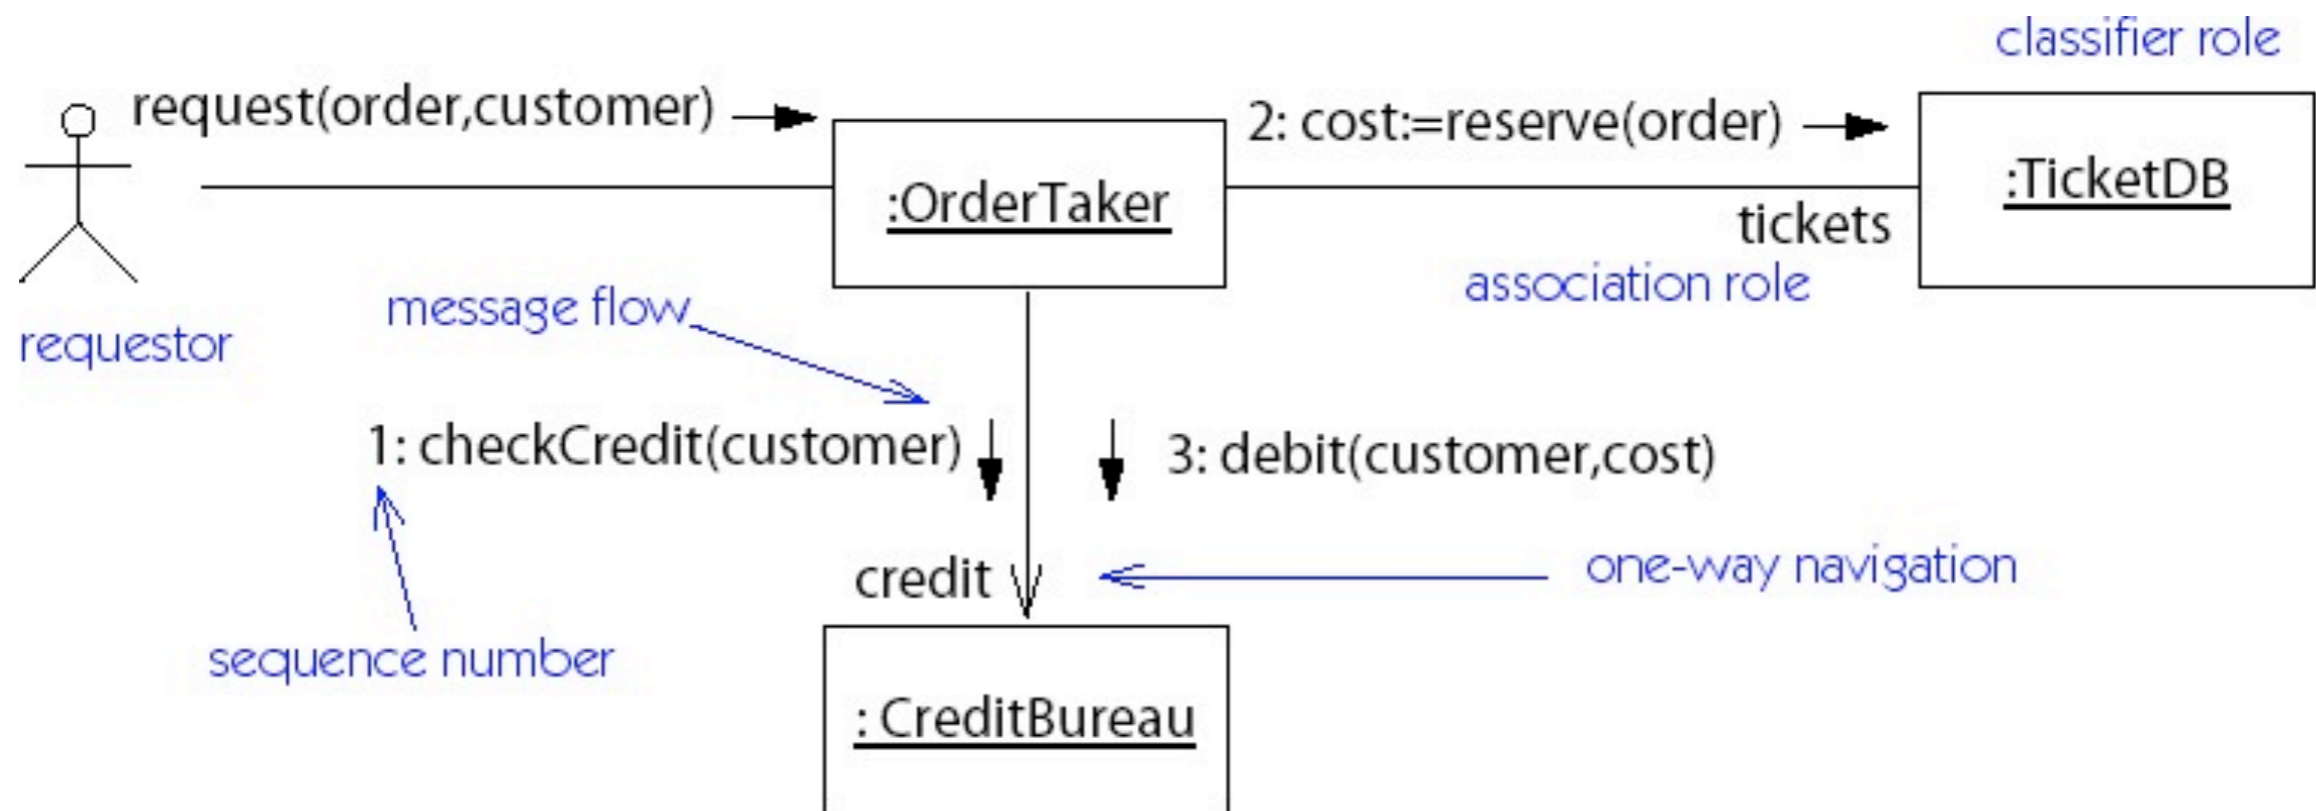 classifier role
request(order,customer)
2: cost:=reserve(order)
:OrderTaker
:TicketDB
tickets
association role
message flow
requestor
1: checkCredit(customer)
3: debit(customer,cost)
credit
one-way navigation
sequence number
: CreditBureau